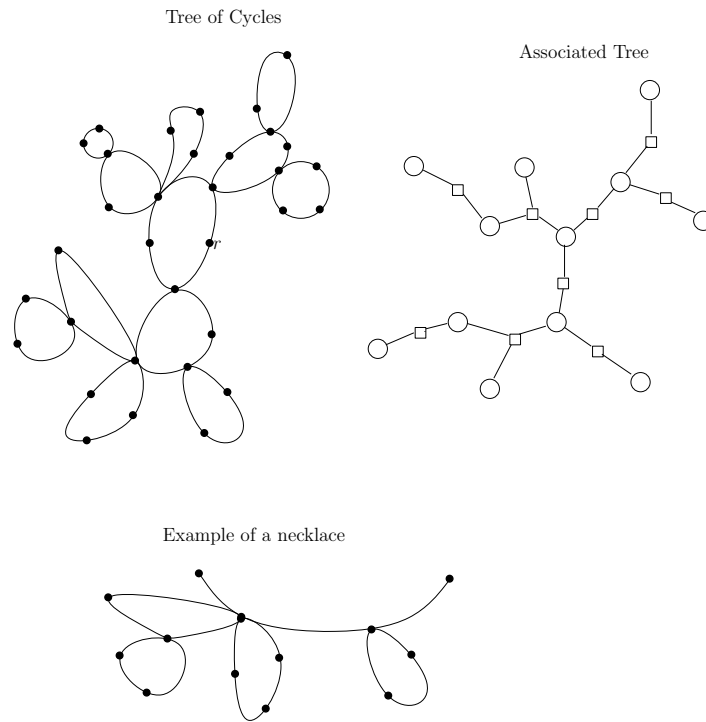 Tree of Cycles
Associated Tree
r
Example of a necklace